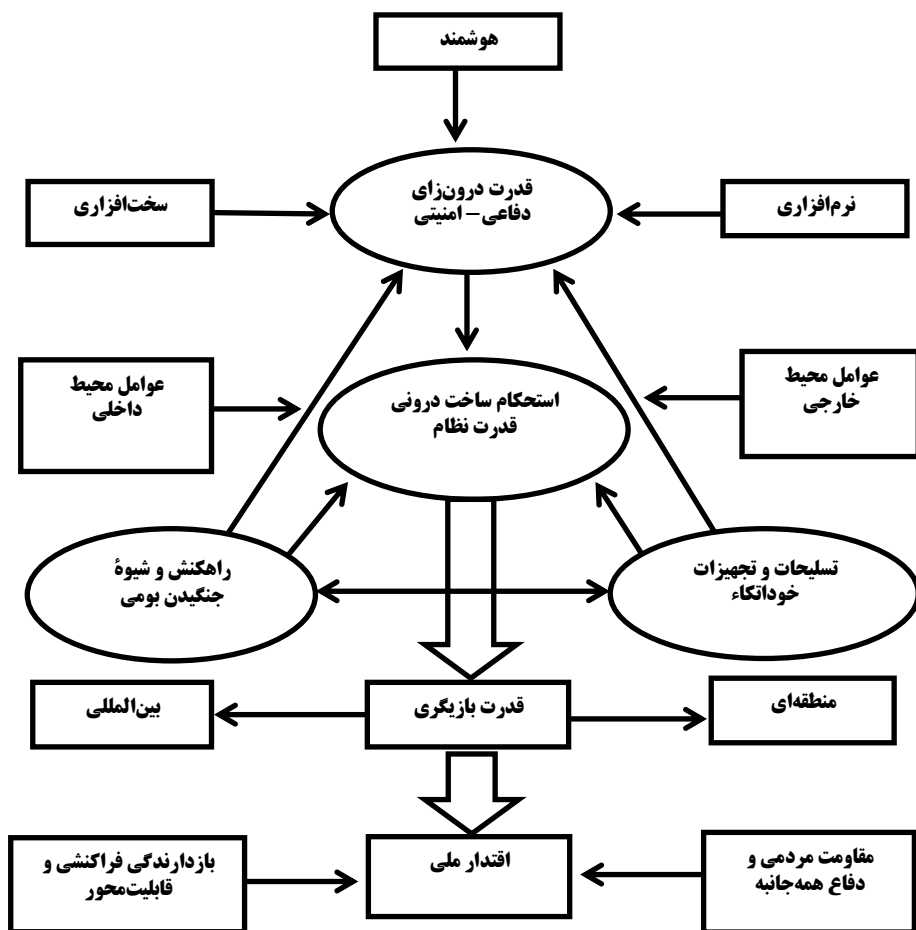 هوشمند
قدرت درون‌زای
دفاعی – امنیتی
نرم‌افزاری
سخت‌افزاری
عوامل محیط
خارجی
استحکام ساخت درونی
قدرت نظام
عوامل محیط
داخلی
تسلیحات و تجهیزات
خوداتکاء
راهکنش و شیوۀ
جنگیدن بومی
منطقه‌ای
قدرت بازیگری
بین‌المللی
مقاومت مردمی و
دفاع همه‌جانبه
اقتدار ملی
بازدارندگی فراکنشی و
قابلیت‌محور